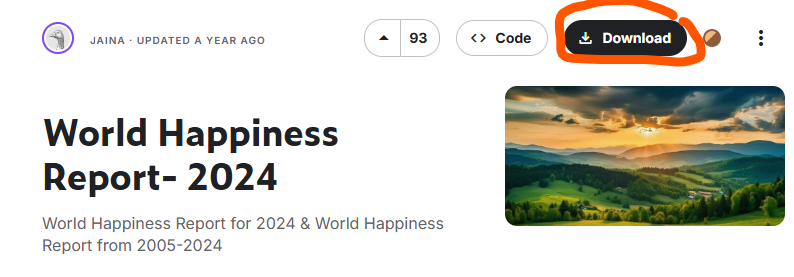 JAINA · UPDATED A YEAR AGO
93
Code
Download
World Happiness
Report- 2024
World Happiness Report for 2024 & World Happiness
Report from 2005-2024